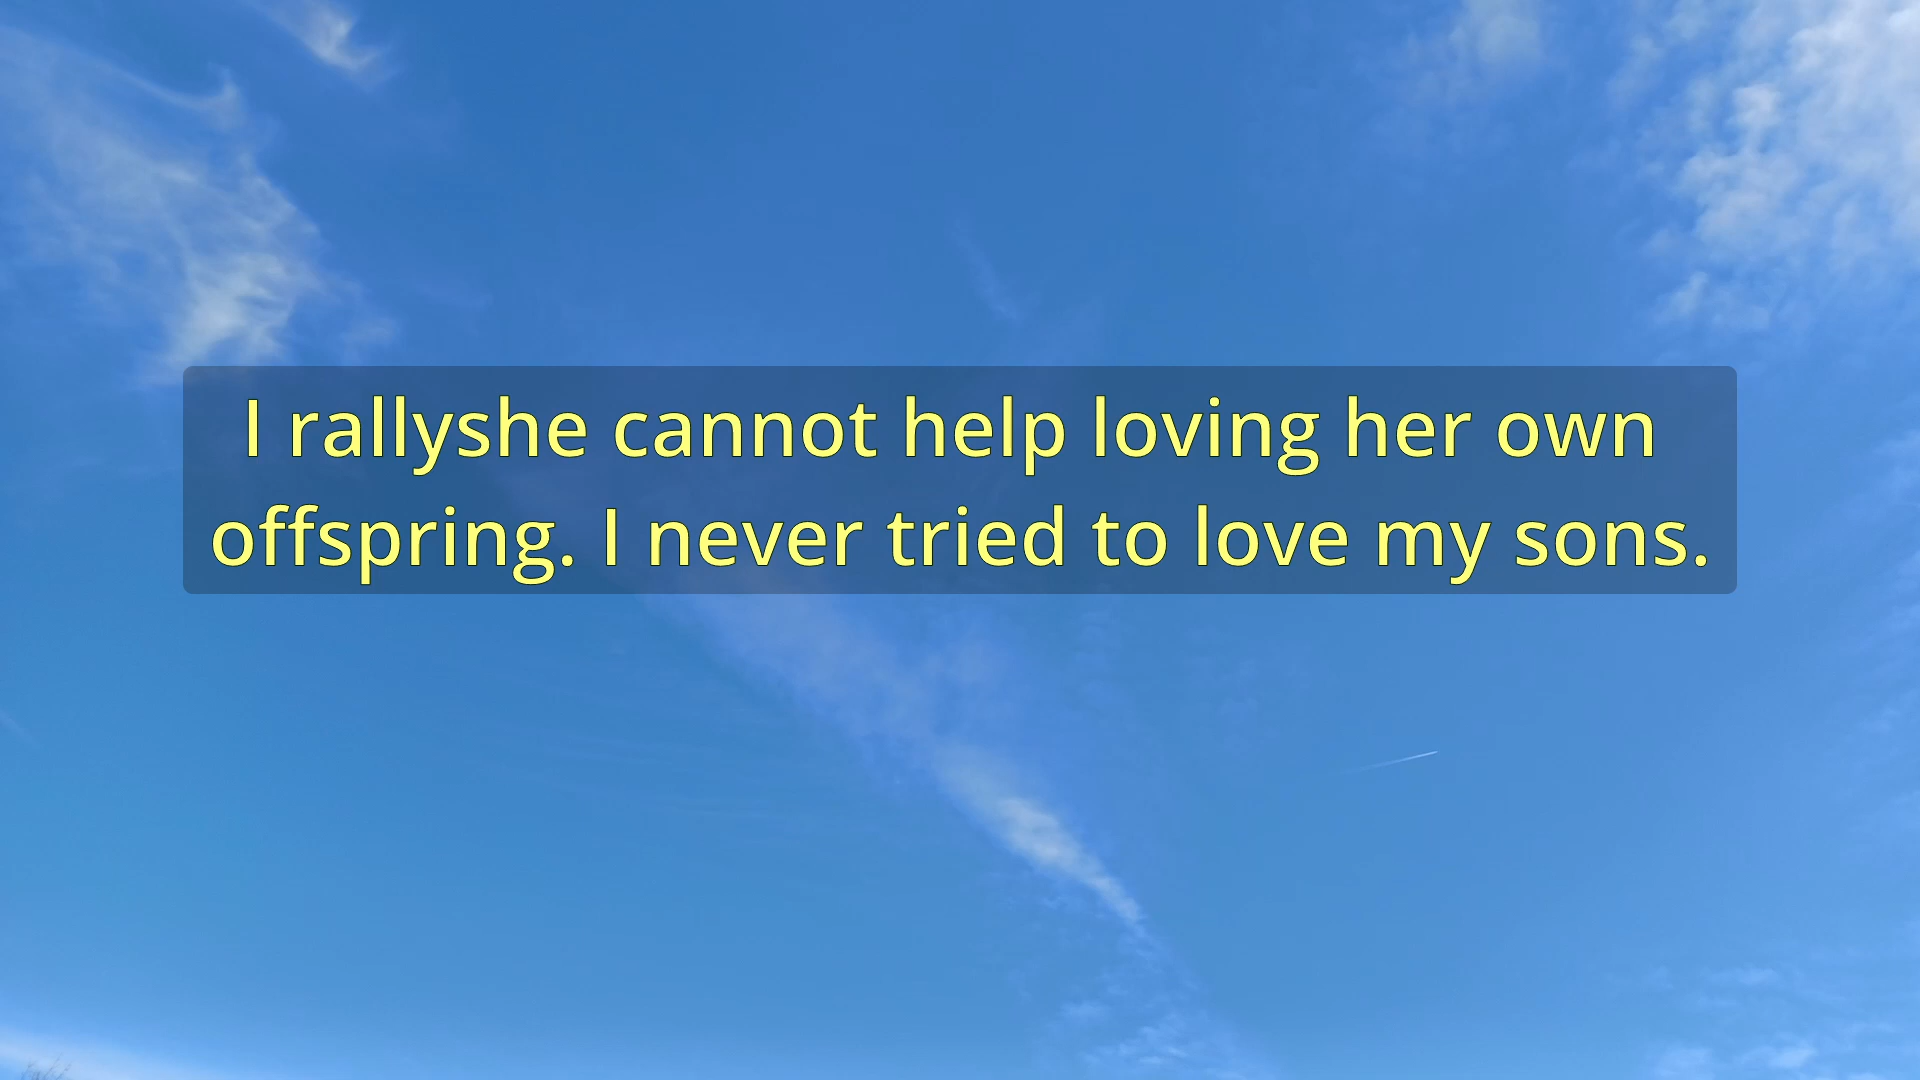 I rallyshe cannot help loving her own
offspring. I never tried to love my sons.